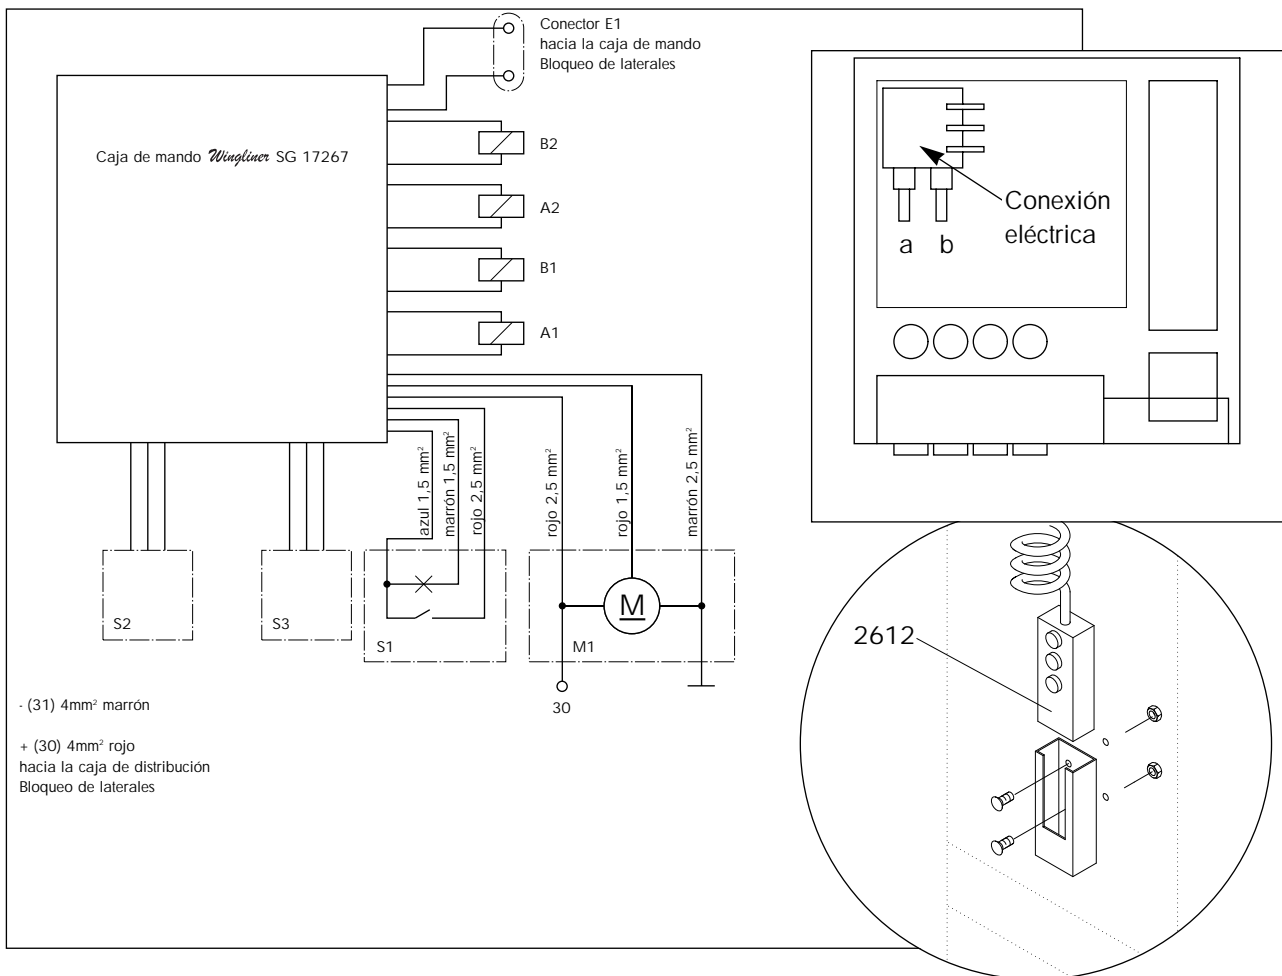 Conector E1
hacia la caja de mando
Bloqueo de laterales
Caja de mando Wingliner SG 17267
B2
A2
B1
A1
azul 1,5 mm²
marrón 1,5 mm²
rojo 2,5 mm²
rojo 2,5 mm²
rojo 1,5 mm²
marrón 2,5 mm²
S2
S3
S1
M
M1
30
- (31) 4mm² marrón
+ (30) 4mm² rojo
hacia la caja de distribución
Bloqueo de laterales
Conexión
eléctrica
a b
2612